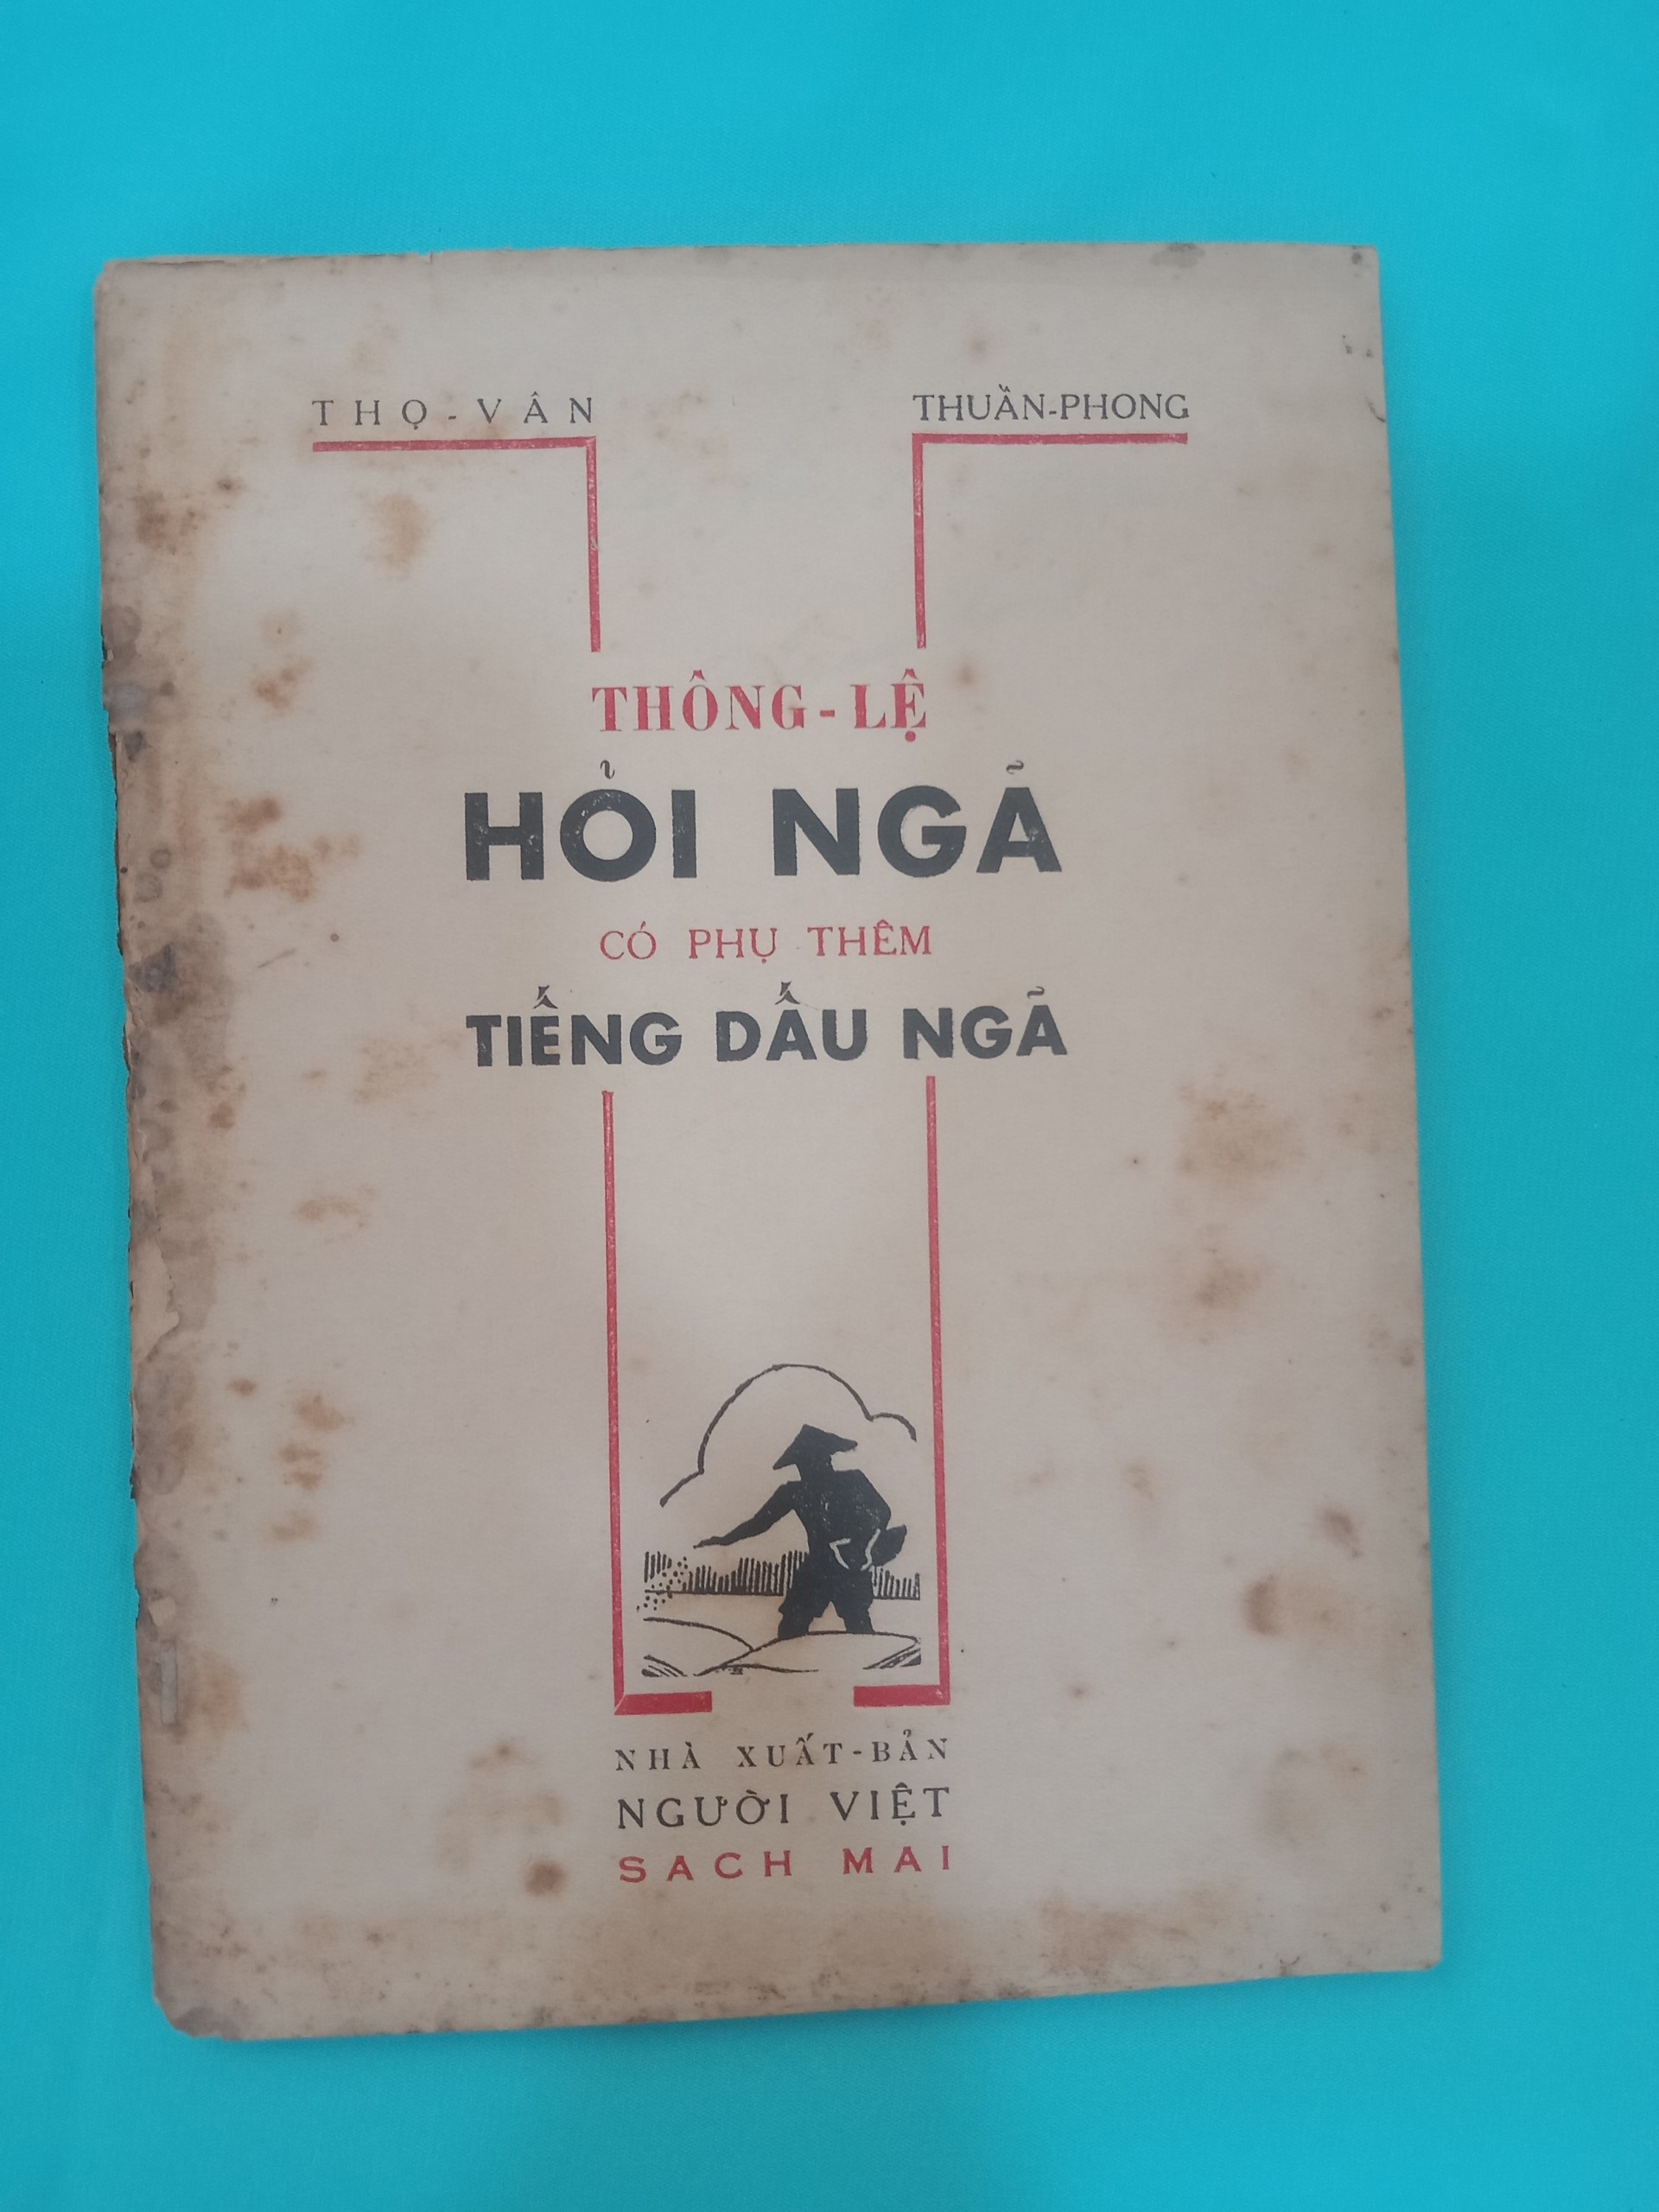 THỌ-VÂN
THUẦN-PHONG
THÔNG-LỆ
HỎI NGÃ
CÓ PHỤ THÊM
TIẾNG DẤU NGÃ
NHÀ XUẤT-BẢN
NGƯỜI VIỆT
SACH MAI